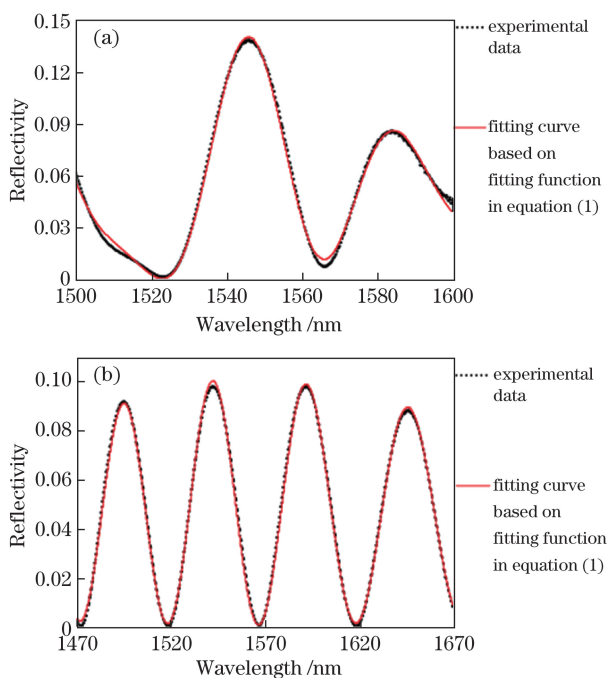 (a)
0.15
0.12
0.09
0.06
0.03
0
Reflectivity
1500
1520
1540
1560
1580
1600
Wavelength /nm
experimental
data
fitting curve
based on
fitting function
in equation (1)
(b)
0.10
0.08
0.06
0.04
0.02
0
Reflectivity
1470
1520
1570
1620
1670
Wavelength /nm
experimental
data
fitting curve
based on
fitting function
in equation (1)